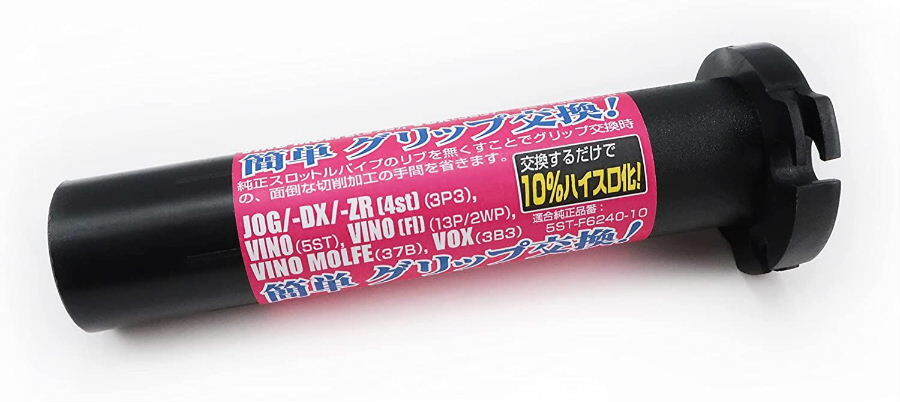 簡単 グリップ交換!
純正スロットルパイプのリブを無くすことでグリップ交換時
の、面倒な切削加工の手間を省きます。
交換するだけで
10%ハイスロ化!
JOG/-DX/-ZR(4st)(3P3),
VINO(5ST), VINO(FI)(13P/2WP),
VINO MOLFE(37B), VOX(3B3)
適合純正品番:
5ST-F6240-10
簡単 グリップ交換!